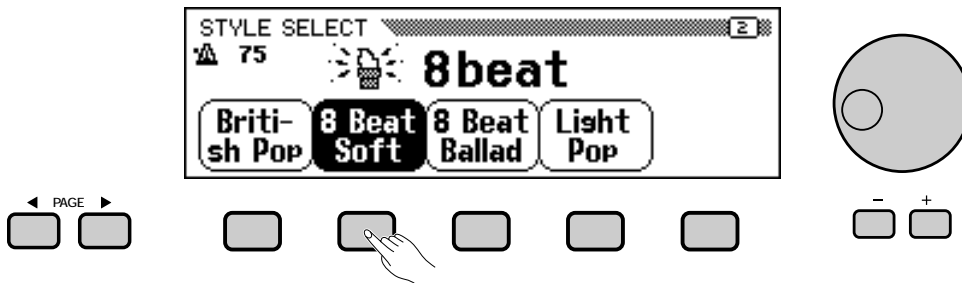 STYLE SELECT 2
75
8beat
Briti-
sh Pop
8 Beat
Soft
8 Beat
Ballad
Light
Pop
◀ PAGE ▶
− +